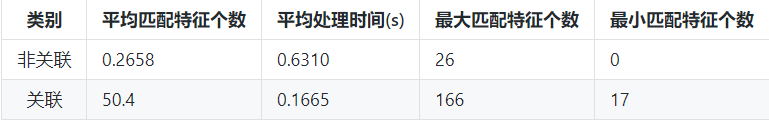 类别 平均匹配特征个数 平均处理时间(s) 最大匹配特征个数 最小匹配特征个数
非关联 0.2658 0.6310 26 0
关联 50.4 0.1665 166 17